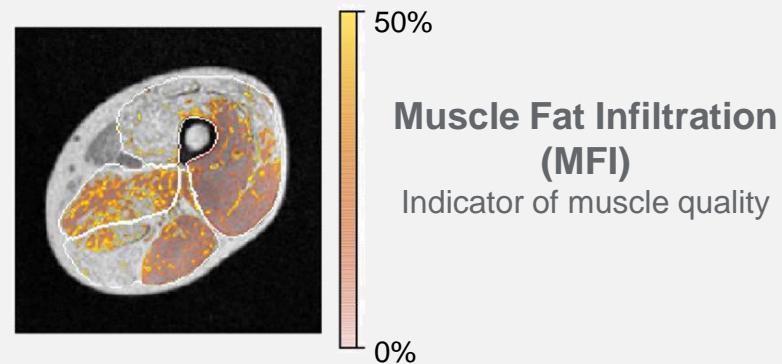 50%
Muscle Fat Infiltration
(MFI)
Indicator of muscle quality
0%